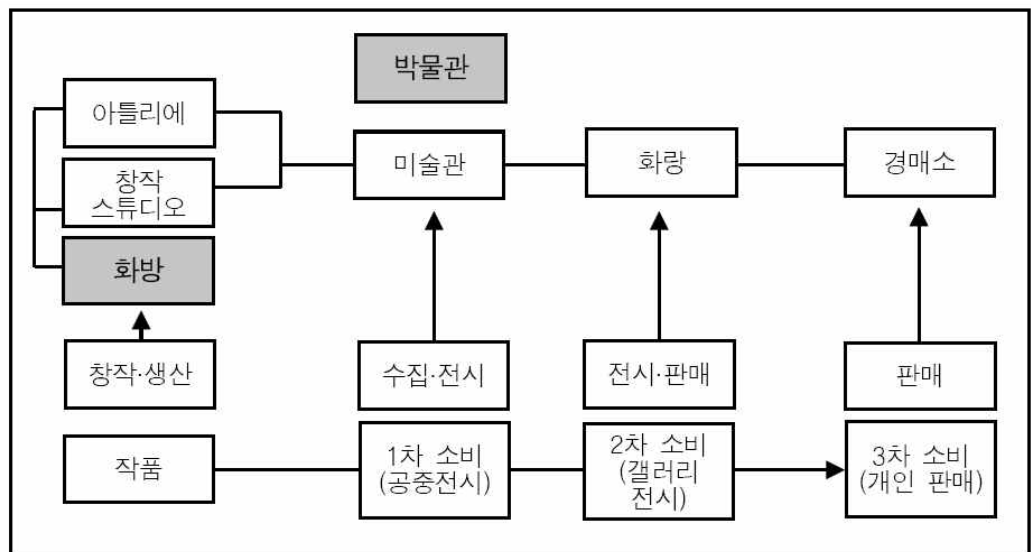 박물관
아틀리에
미술관
화랑
경매소
창작
스튜디오
화방
창작·생산
수집·전시
전시·판매
판매
작품
1차 소비
(공중전시)
2차 소비
(갤러리
전시)
3차 소비
(개인 판매)